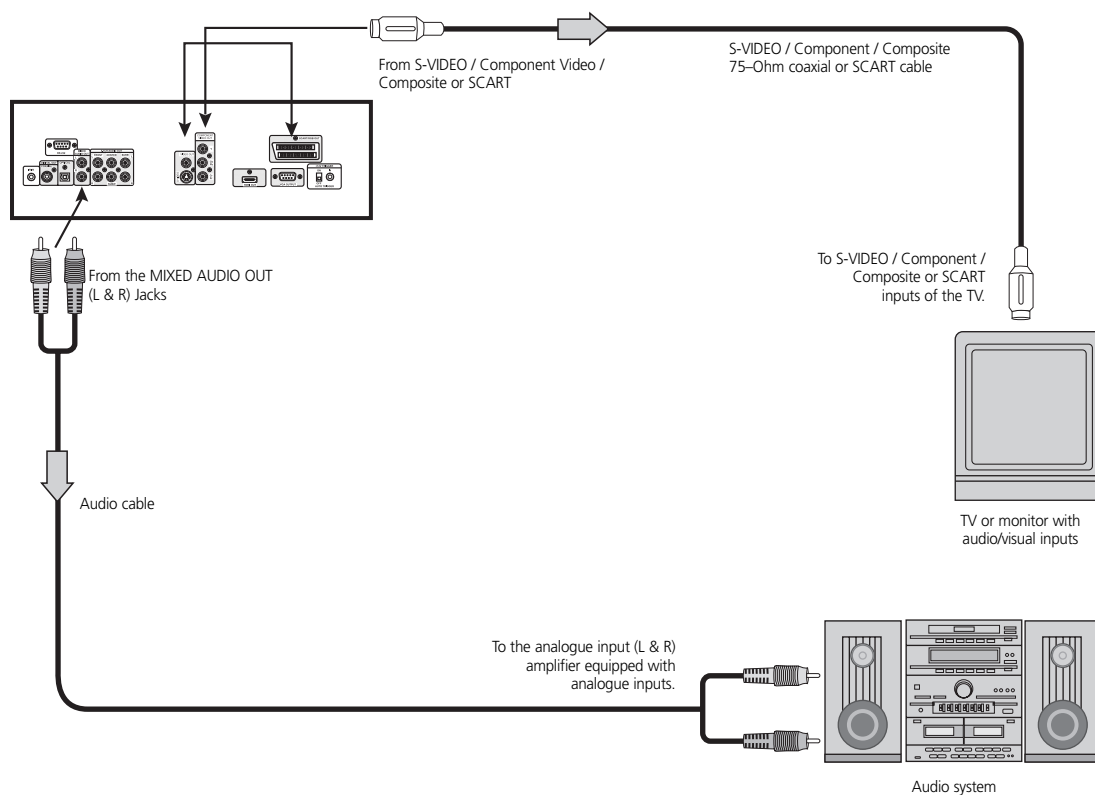 From S-VIDEO / Component Video /
Composite or SCART
S-VIDEO / Component / Composite
75–Ohm coaxial or SCART cable
From the MIXED AUDIO OUT
(L & R) Jacks
To S-VIDEO / Component /
Composite or SCART
inputs of the TV.
Audio cable
TV or monitor with
audio/visual inputs
To the analogue input (L & R)
amplifier equipped with
analogue inputs.
Audio system